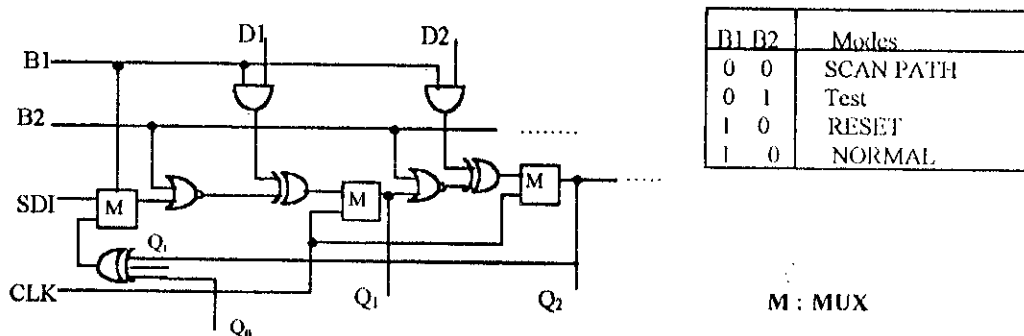 D1 D2
B1
B2
SDI M M M
Q1
CLK Q1 Q2
Q0
B1 B2 Modes
0 0 SCAN PATH
0 1 Test
1 0 RESET
1 0 NORMAL
M : MUX